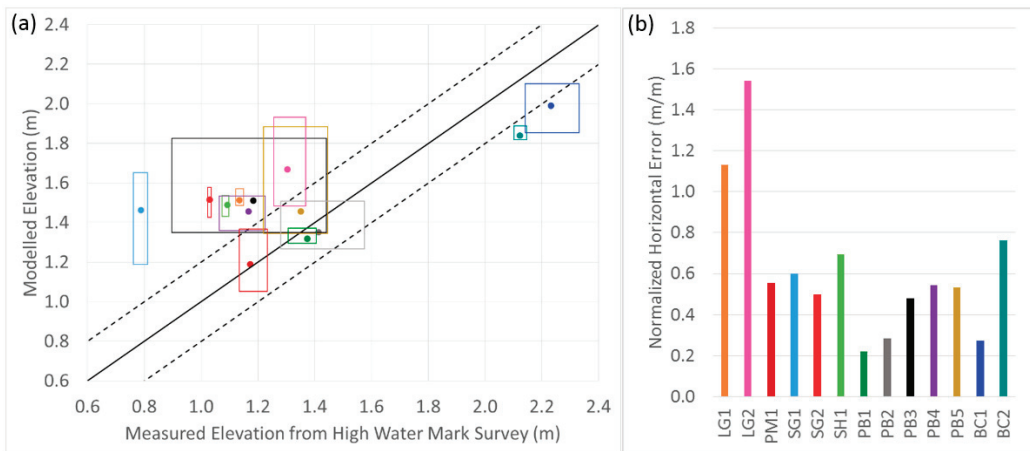 (a)
Modelled Elevation (m)
2.4
2.2
2.0
1.8
1.6
1.4
1.2
1.0
0.8
0.6
0.6 0.8 1.0 1.2 1.4 1.6 1.8 2.0 2.2 2.4
Measured Elevation from High Water Mark Survey (m)
(b)
Normalized Horizontal Error (m/m)
1.8
1.6
1.4
1.2
1.0
0.8
0.6
0.4
0.2
0.0
LG1
LG2
PM1
SG1
SG2
SH1
PB1
PB2
PB3
PB4
PB5
BC1
BC2